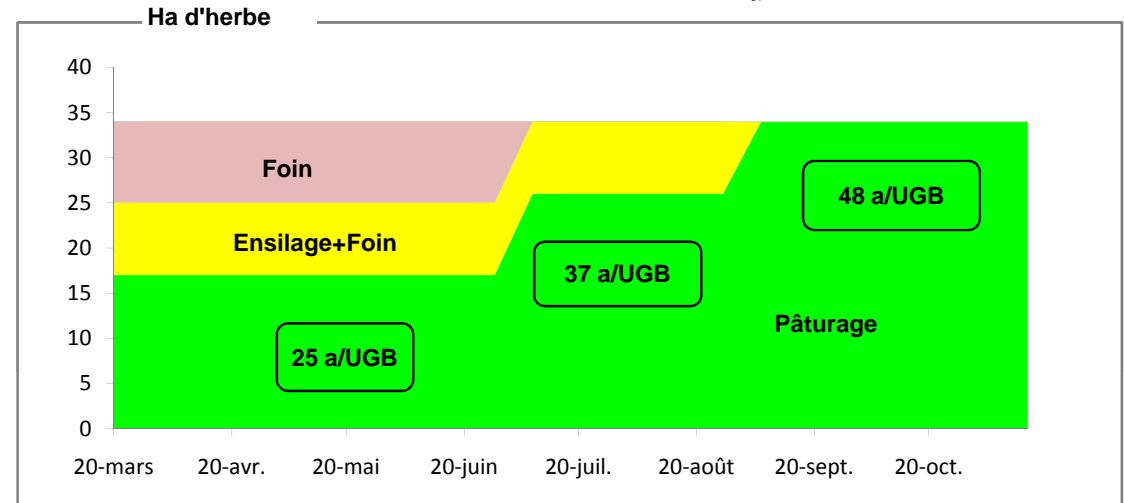 Ha d'herbe
40
35
30
25
20
15
10
5
0
Foin
Ensilage+Foin
25 a/UGB
37 a/UGB
48 a/UGB
Pâturage
20-mars 20-avr. 20-mai 20-juin 20-juil. 20-août 20-sept. 20-oct.